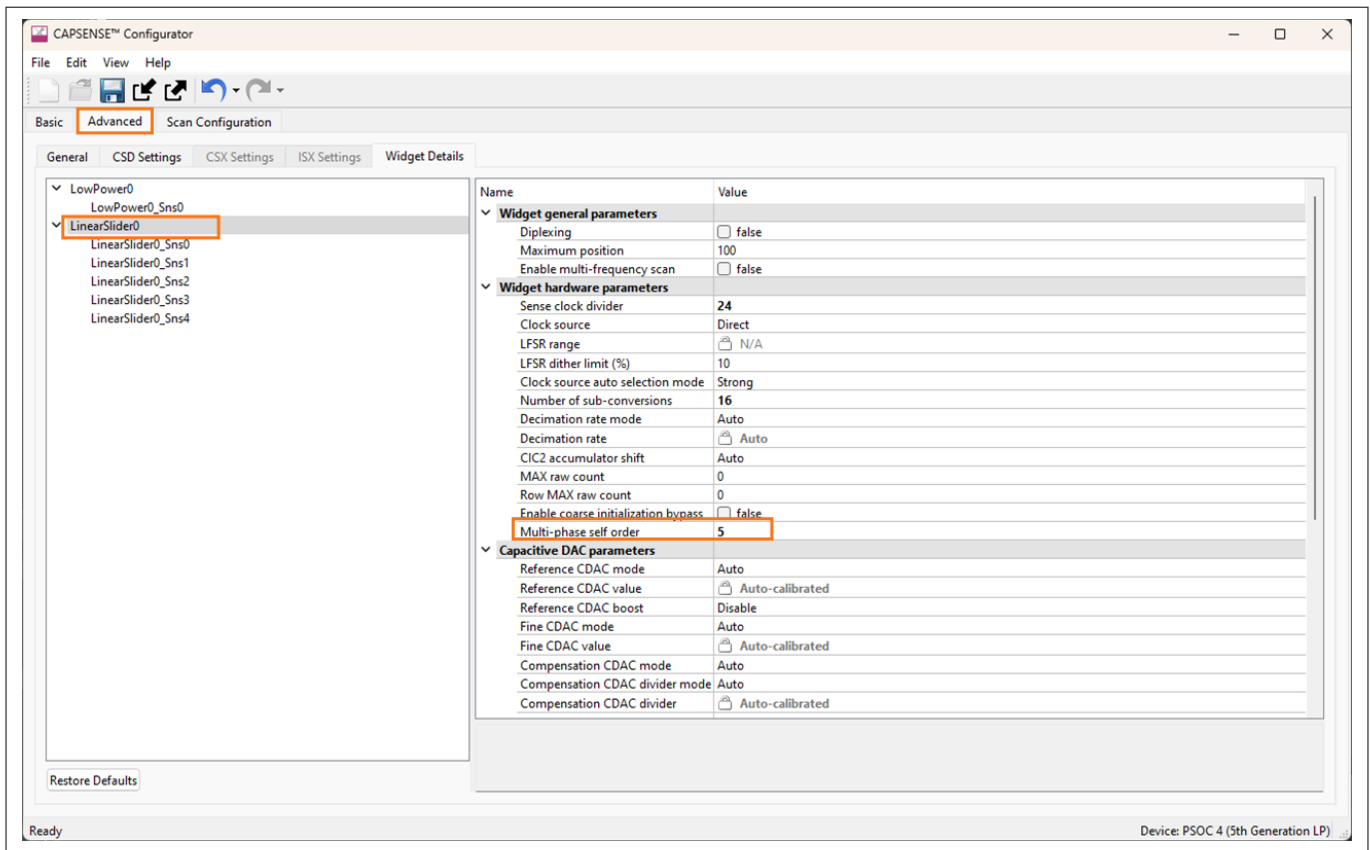 CAPSENSE™ Configurator
File Edit View Help
Basic Advanced Scan Configuration
General CSD Settings CSX Settings ISX Settings Widget Details
LowPower0
LowPower0_Sns0
LinearSlider0
LinearSlider0_Sns0
LinearSlider0_Sns1
LinearSlider0_Sns2
LinearSlider0_Sns3
LinearSlider0_Sns4
Name Value
Widget general parameters
Diplexing false
Maximum position 100
Enable multi-frequency scan false
Widget hardware parameters
Sense clock divider 24
Clock source Direct
LFSR range N/A
LFSR dither limit (%) 10
Clock source auto selection mode Strong
Number of sub-conversions 16
Decimation rate mode Auto
Decimation rate Auto
CIC2 accumulator shift Auto
MAX raw count 0
Row MAX raw count 0
Enable coarse initialization bypass false
Multi-phase self order 5
Capacitive DAC parameters
Reference CDAC mode Auto
Reference CDAC value Auto-calibrated
Reference CDAC boost Disable
Fine CDAC mode Auto
Fine CDAC value Auto-calibrated
Compensation CDAC mode Auto
Compensation CDAC divider mode Auto
Compensation CDAC divider Auto-calibrated
Restore Defaults
Ready Device: PSOC 4 (5th Generation LP)